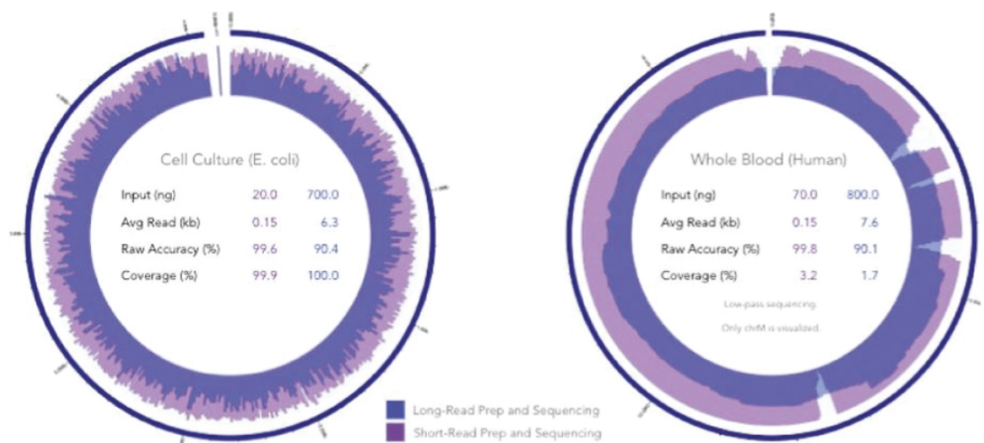 Cell Culture (E. coli)
Input (ng) 20.0 700.0
Avg Read (kb) 0.15 6.3
Raw Accuracy (%) 99.6 90.4
Coverage (%) 99.9 100.0
Whole Blood (Human)
Input (ng) 70.0 800.0
Avg Read (kb) 0.15 7.6
Raw Accuracy (%) 99.8 90.1
Coverage (%) 3.2 1.7
Low-pass sequencing.
Only chrM is visualized.
Long-Read Prep and Sequencing
Short-Read Prep and Sequencing